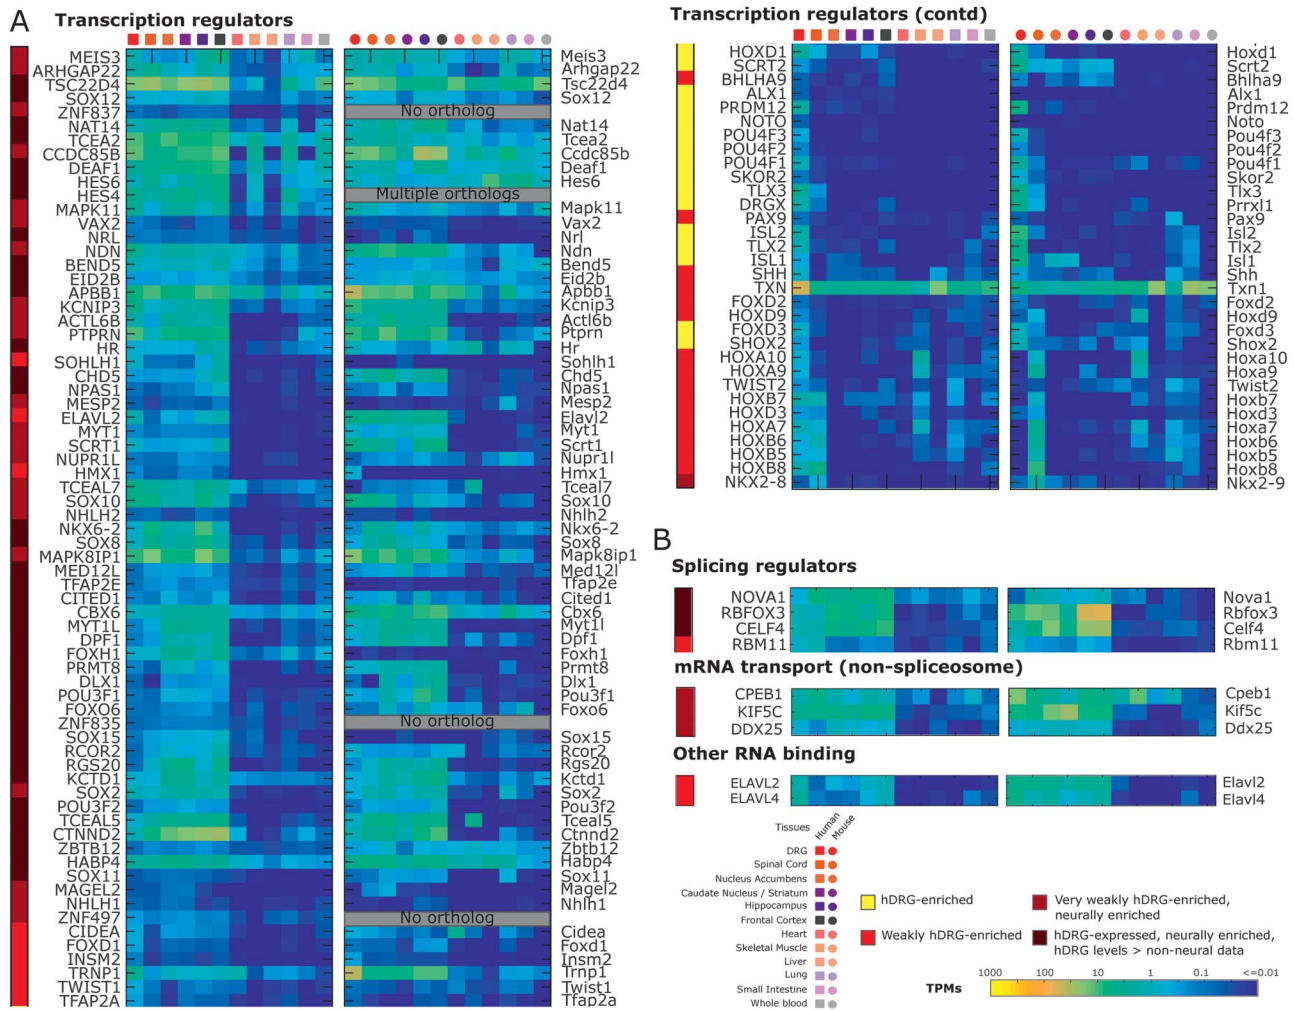 A
Transcription regulators
MEIS3
ARHGAP22
TSC22D4
SOX12
ZNF837
NAT14
TCEA2
CCDC85B
DEAF1
HES6
HES4
MAPK11
VAX2
NRL
NDN
BEND5
EID2B
APBB1
KCNIP3
ACTL6B
PTPRN
HR
SOHLH1
CHD5
NPAS1
MESP2
ELAVL2
MYT1
SCRT1
NUPR1L
HMX1
TCEAL7
SOX10
NHLH2
NKX6-2
SOX8
MAPK8IP1
MED12L
TFAP2E
CITED1
CBX6
MYT1L
DPF1
FOXH1
PRMT8
DLX1
POU3F1
FOXO6
ZNF835
SOX15
RCOR2
RGS20
KCTD1
SOX2
POU3F2
TCEAL5
CTNND2
ZBTB12
HABP4
SOX11
MAGEL2
NHLH1
ZNF497
CIDEA
FOXD1
INSM2
TRNP1
TWIST1
TFAP2A
Meis3
Arhgap22
Tsc22d4
Sox12
No ortholog
Nat14
Tcea2
Ccdc85b
Deaf1
Hes6
Multiple orthologs
Mapk11
Vax2
Nrl
Ndn
Bend5
Eid2b
Apbb1
Kcnip3
Actl6b
Ptprn
Hr
Sohlh1
Chd5
Npas1
Mesp2
Elavl2
Myt1
Scrt1
Nupr1l
Hmx1
Tceal7
Sox10
Nhlh2
Nkx6-2
Sox8
Mapk8ip1
Med12l
Tfap2e
Cited1
Cbx6
Myt1l
Dpf1
Foxh1
Prmt8
Dlx1
Pou3f1
Foxo6
No ortholog
Sox15
Rcor2
Rgs20
Kctd1
Sox2
Pou3f2
Tceal5
Ctnnd2
Zbtb12
Habp4
Sox11
Magel2
Nhlh1
No ortholog
Cidea
Foxd1
Insm2
Trnp1
Twist1
Tfap2a
Transcription regulators (contd)
HOXD1
SCRT2
BHLHA9
ALX1
PRDM12
NOTO
POU4F3
POU4F2
POU4F1
SKOR2
TLX3
DRGX
PAX9
ISL2
TLX2
ISL1
SHH
TXN
FOXD2
HOXD9
FOXD3
SHOX2
HOXA10
HOXA9
TWIST2
HOXB7
HOXD3
HOXA7
HOXB6
HOXB5
HOXB8
NKX2-8
Hoxd1
Scrt2
Bhlha9
Alx1
Prdm12
Noto
Pou4f3
Pou4f2
Pou4f1
Skor2
Tlx3
Prrxl1
Pax9
Isl2
Tlx2
Isl1
Shh
Txn1
Foxd2
Hoxd9
Foxd3
Shox2
Hoxa10
Hoxa9
Twist2
Hoxb7
Hoxd3
Hoxa7
Hoxb6
Hoxb5
Hoxb8
Nkx2-9
B
Splicing regulators
NOVA1
RBFOX3
CELF4
RBM11
Nova1
Rbfox3
Celf4
Rbm11
mRNA transport (non-spliceosome)
CPEB1
KIF5C
DDX25
Cpeb1
Kif5c
Ddx25
Other RNA binding
ELAVL2
ELAVL4
Elavl2
Elavl4
Tissues Human Mouse
DRG
Spinal Cord
Nucleus Accumbens
Caudate Nucleus / Striatum
Hippocampus
Frontal Cortex
Heart
Skeletal Muscle
Liver
Lung
Small Intestine
Whole blood
hDRG-enriched
Weakly hDRG-enriched
Very weakly hDRG-enriched,
neurally enriched
hDRG-expressed, neurally enriched,
hDRG levels > non-neural data
1000 100 10 1 0.1 <=0.01
TPMs